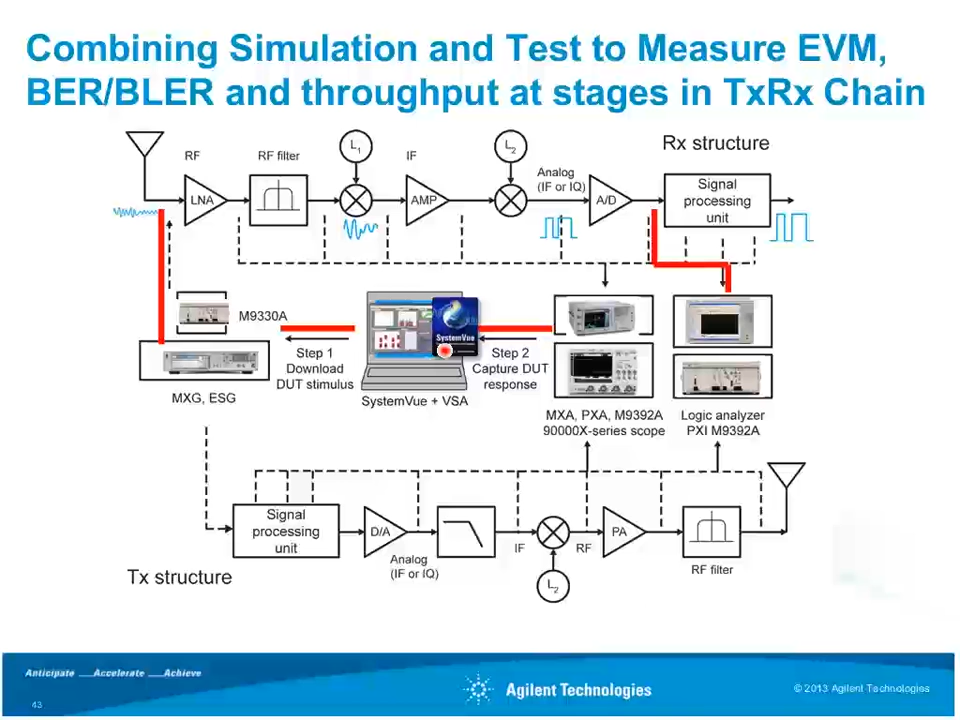 Combining Simulation and Test to Measure EVM,
BER/BLER and throughput at stages in TxRx Chain
Rx structure
RF
RF filter
L1
IF
L2
Analog
(IF or IQ)
LNA
AMP
A/D
Signal
processing
unit
M9330A
MXG, ESG
Step 1
Download
DUT stimulus
SystemVue
SystemVue + VSA
Step 2
Capture DUT
response
MXA, PXA, M9392A
90000X-series scope
Logic analyzer
PXI M9392A
Signal
processing
unit
D/A
Analog
(IF or IQ)
IF
L2
RF
PA
RF filter
Tx structure
Anticipate __Accelerate __Achieve
43
Agilent Technologies
© 2013 Agilent Technologies